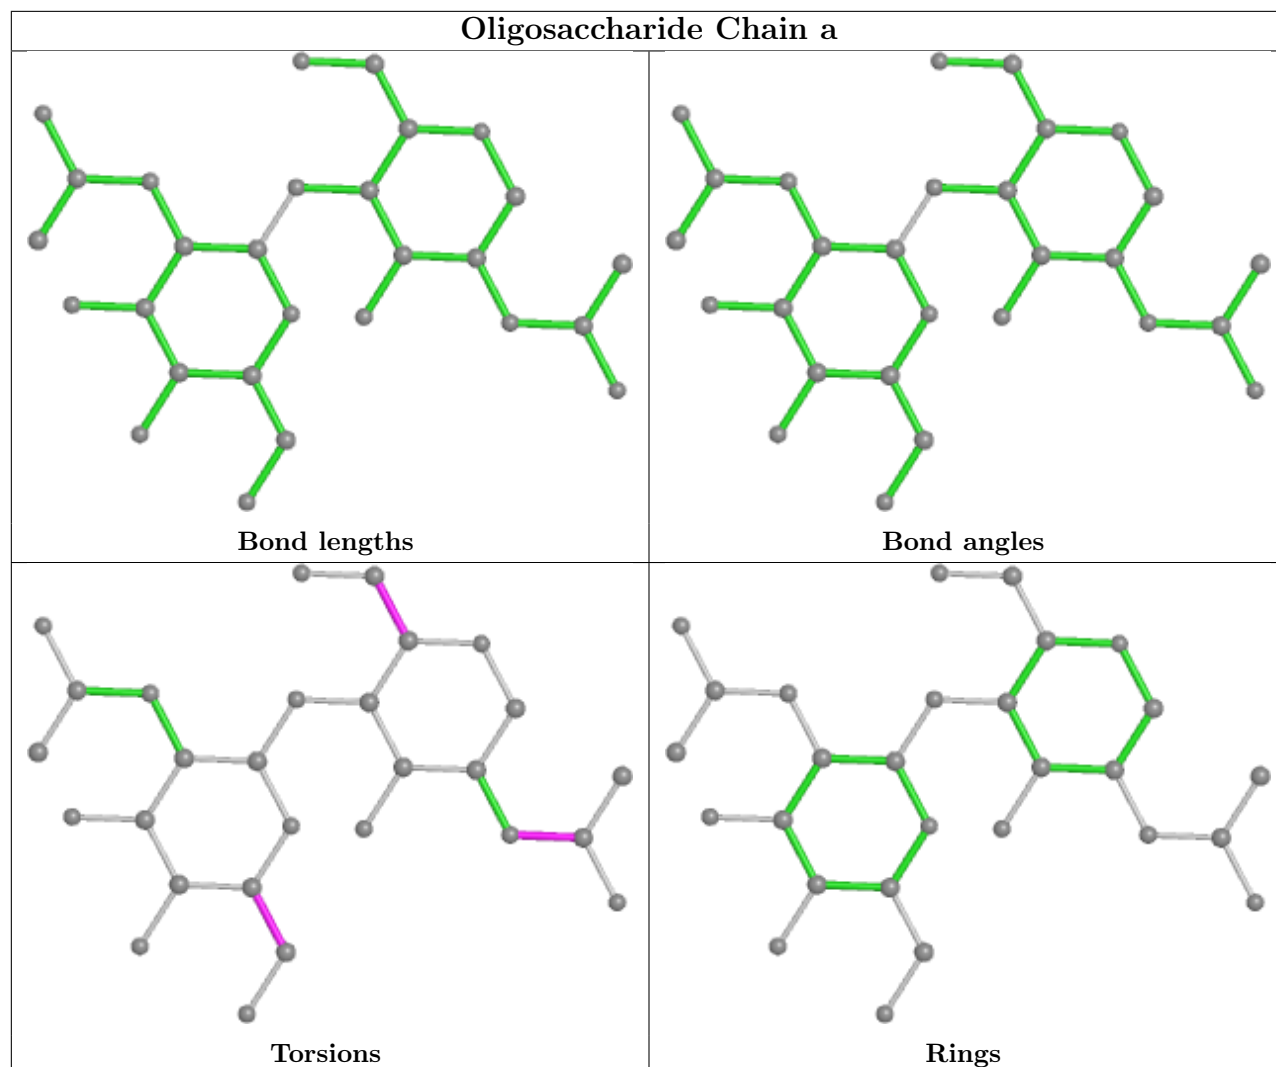 Oligosaccharide Chain a
Bond lengths
Bond angles
Torsions
Rings